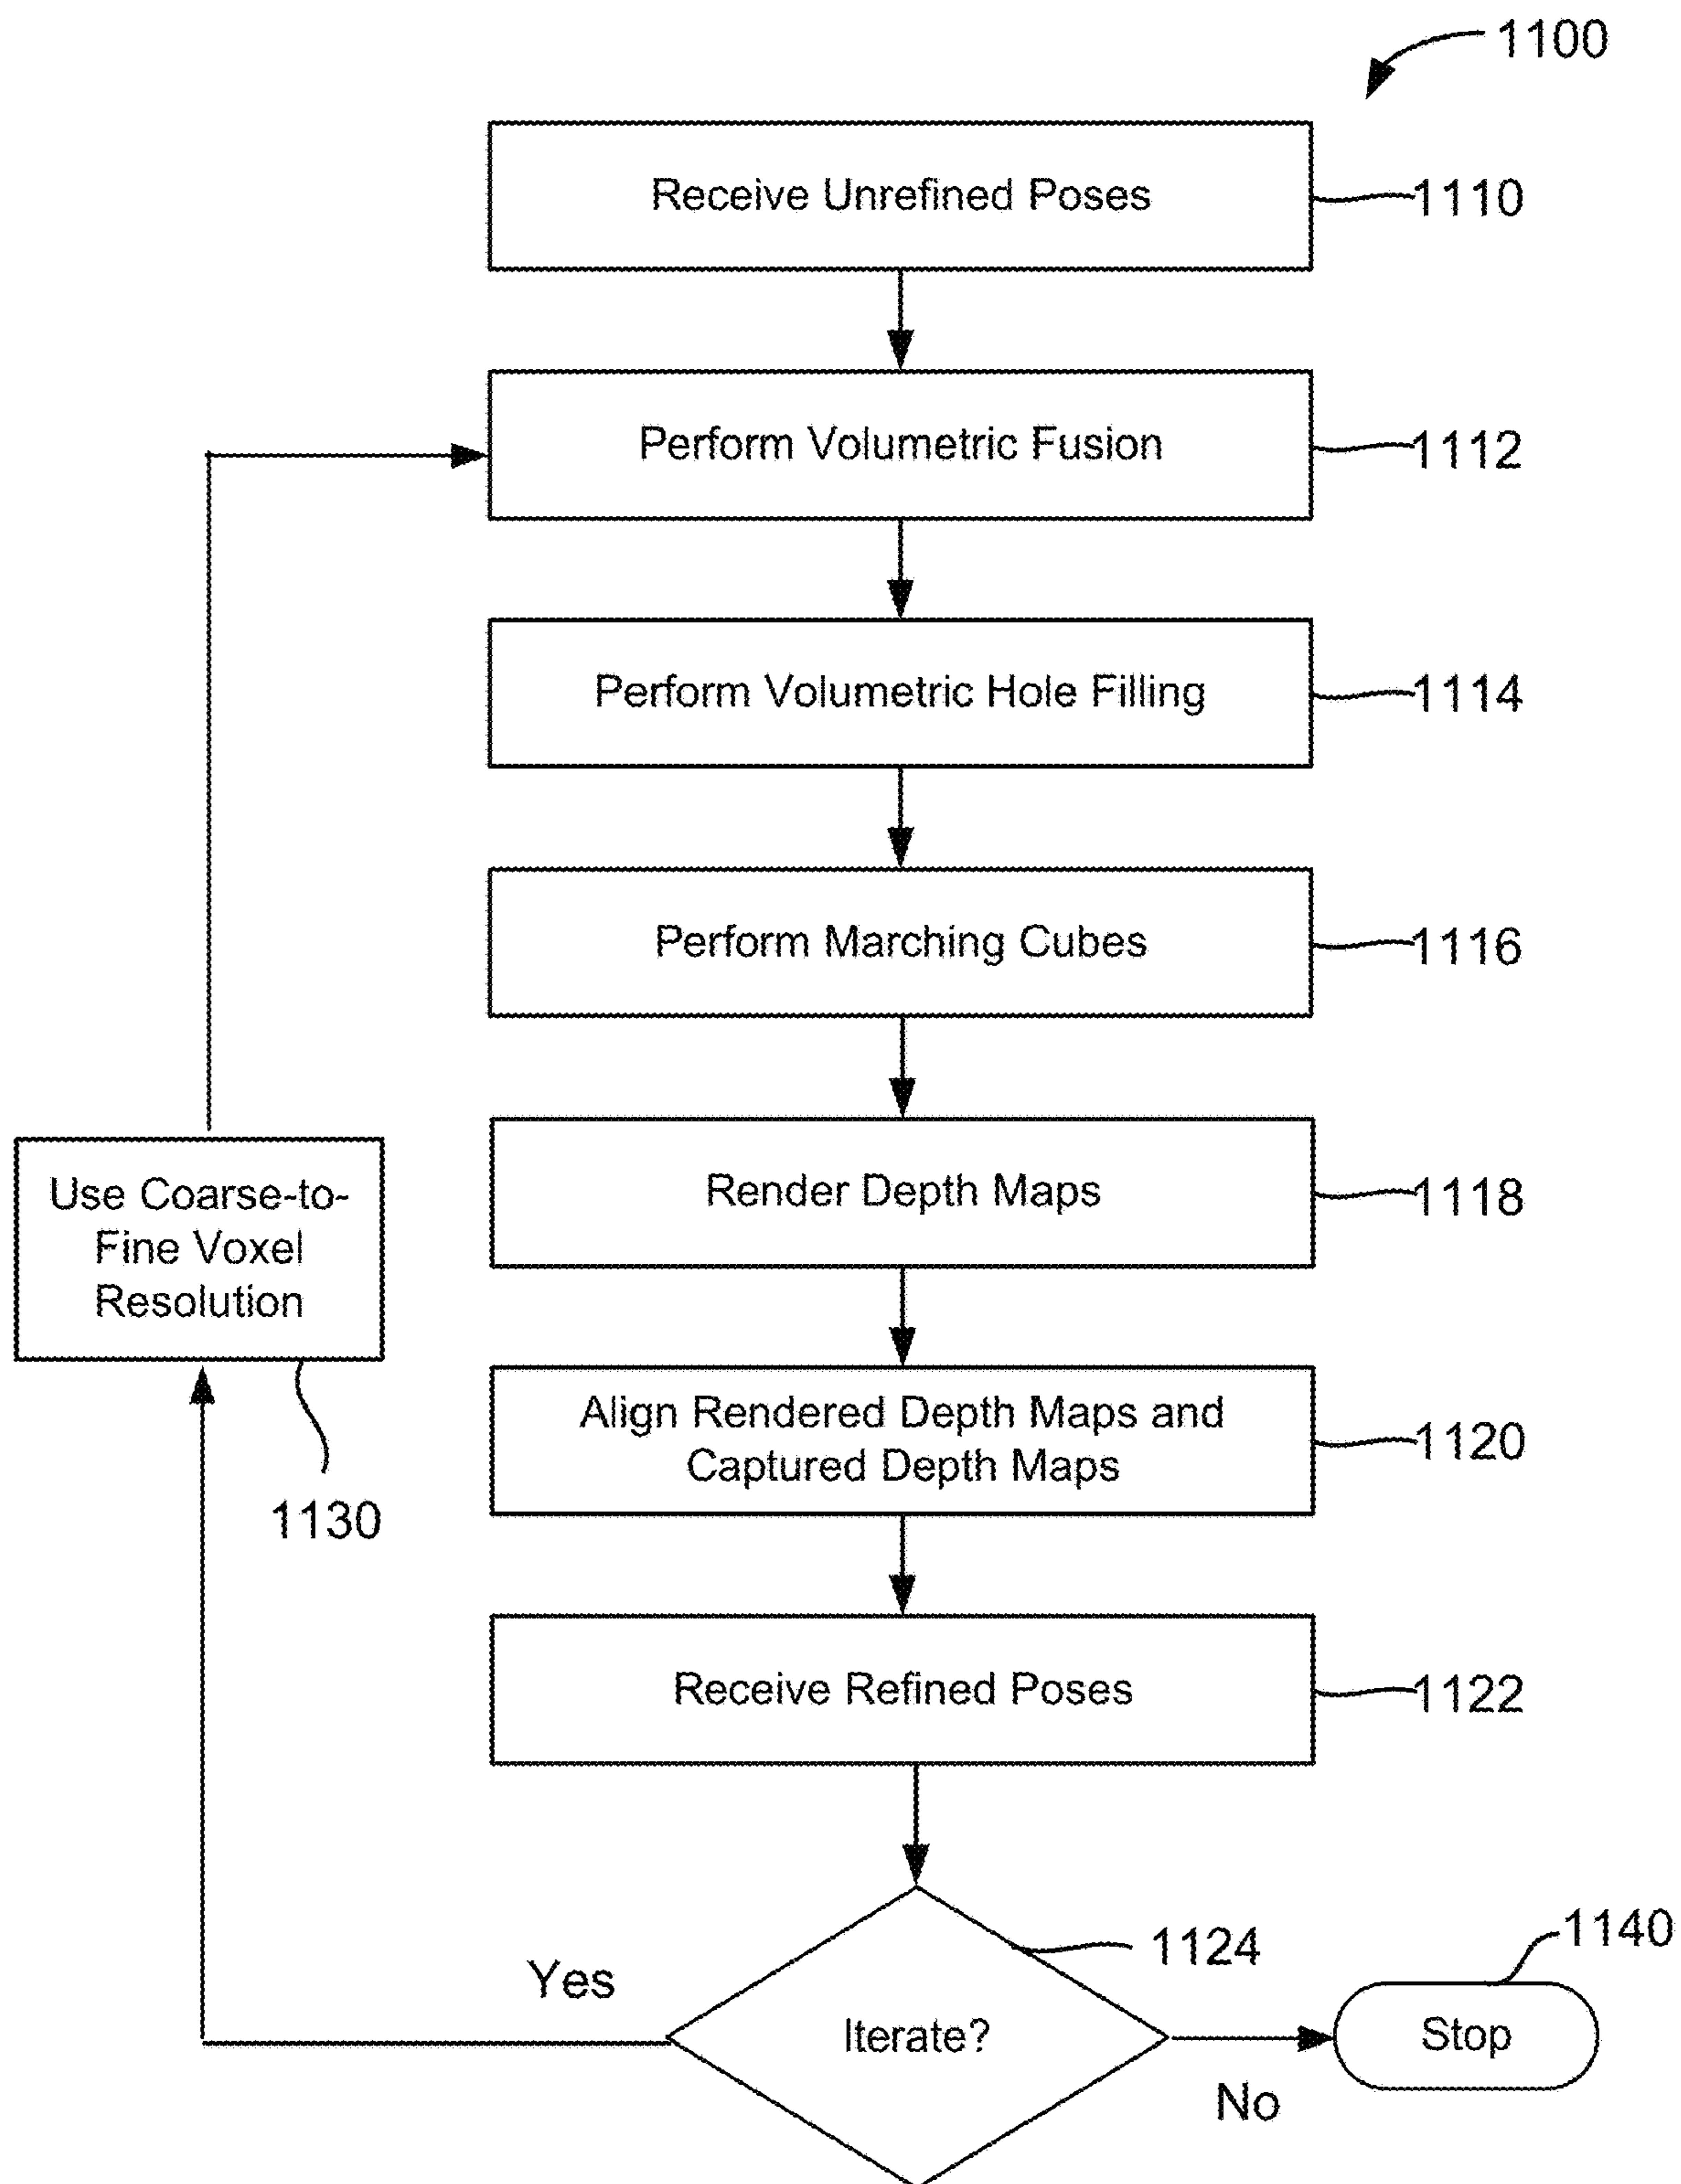 1100
Receive Unrefined Poses
1110
Perform Volumetric Fusion
1112
Perform Volumetric Hole Filling
1114
Perform Marching Cubes
1116
Render Depth Maps
1118
Use Coarse-to-
Fine Voxel
Resolution
1130
Align Rendered Depth Maps and
Captured Depth Maps
1120
Receive Refined Poses
1122
Iterate?
1124
Yes
No
Stop
1140